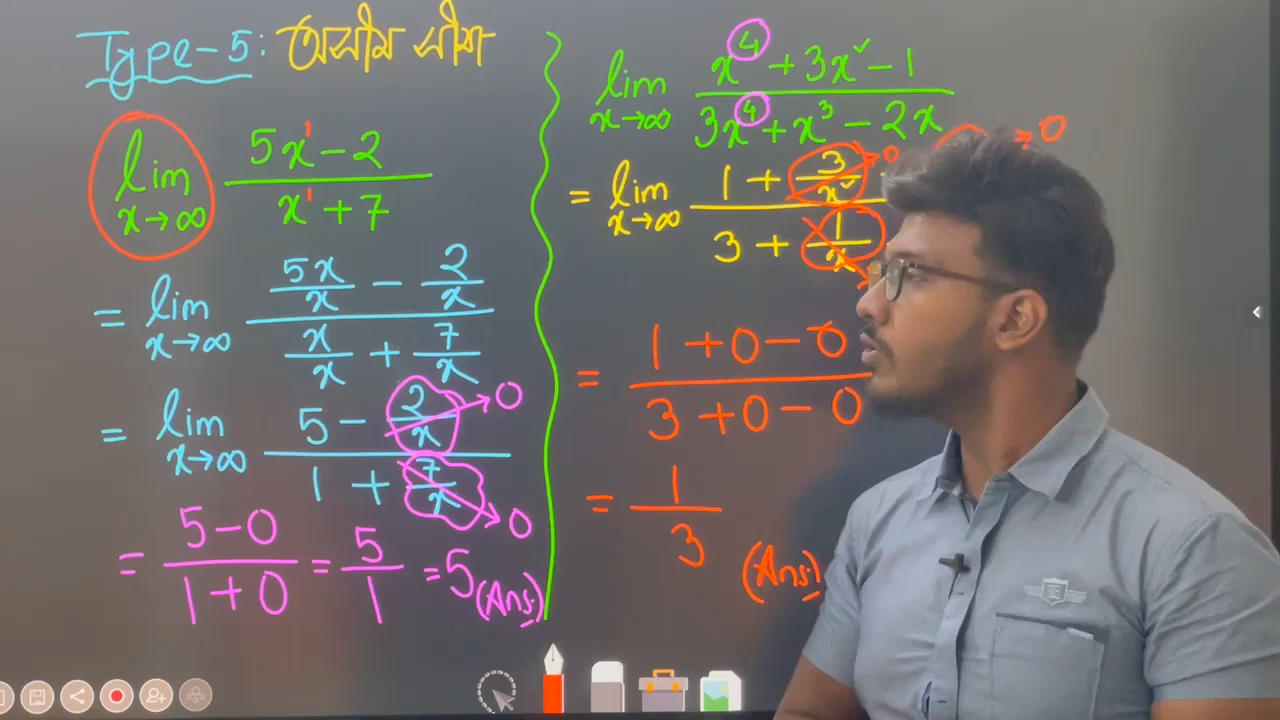 Type-5: অসীম সীমা
lim x→∞ (5x¹ − 2)/(x¹ + 7)
= lim x→∞ (5x/x − 2/x)/(x/x + 7/x)
= lim x→∞ (5 − 2/x → 0)/(1 + 7/x → 0)
= (5 − 0)/(1 + 0) = 5/1 = 5 (Ans:)
lim x→∞ (x⁴ + 3x² − 1)/(3x⁴ + x³ − 2x)
= lim x→∞ (1 + 3/x² → 0 → 0)/(3 + 1/x)
= (1 + 0 − 0)/(3 + 0 − 0)
= 1/3 (Ans:)